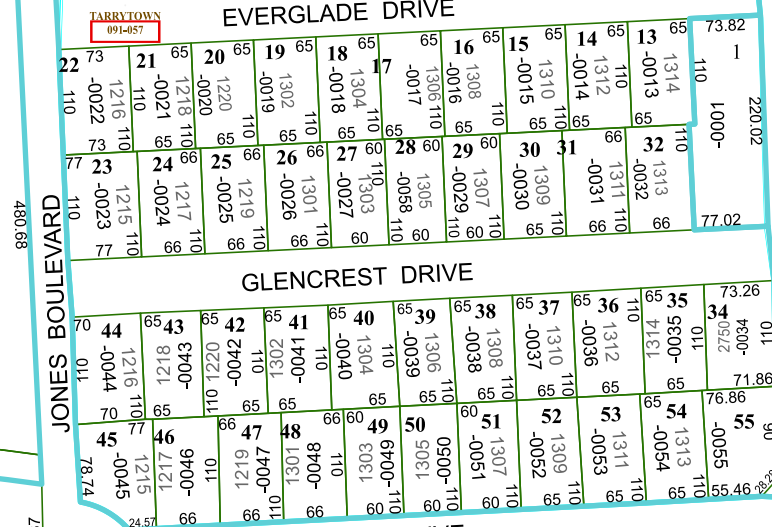 TARRYTOWN
091-057
EVERGLADE DRIVE
22 73 -0022 1216 110 110 73
21 65 -0021 1218 110 110 65
20 65 -0020 1220 65
19 65 -0019 1302 110 65
18 65 -0018 1304 110 65
17 65 -0017 1306 110 65
16 65 -0016 1308 65
15 65 -0015 1310 110 65
14 65 -0014 1312 110 65
13 65 -0013 1314 110
73.82 1 -0001 220.02 77.02
77 23 -0023 1215 110 110 77
24 66 -0024 1217 66
25 66 -0025 1219 110 66
26 66 -0026 1301 110 66
27 60 -0027 1303 110 60
28 60 -0058 1305 110 60
29 60 -0029 1307 110 60 110
30 -0030 1309 110 65
31 66 -0031 1311 110 66
32 -0032 1313 110 66
480.68
JONES BOULEVARD
GLENCREST DRIVE
70 44 -0044 1216 110 110 70
65 43 1218 -0043 65
65 42 1220 -0042 110 110 65
65 41 1302 -0041 110 65
40 -0040 1304 110 65
65 39 -0039 1306 110 65
65 38 -0038 1308 65
65 37 -0037 1310 110 65
65 36 -0036 1312 110 65
65 35 1314 -0035 65
73.26 34 2750 -0034 110 71.86
45 77 -0045 1215 78.74 24.57
46 1217 -0046 110 66
66 47 1219 -0047 110 66
48 66 1301 -0048 110 66
60 49 1303 -0049 110 60
50 1305 -0050 110 60
60 51 -0051 1307 110 60
52 -0052 1309 110 65
53 -0053 1311 110 65
65 54 -0054 1313 110 65
76.86 55 -0055 90 55.46